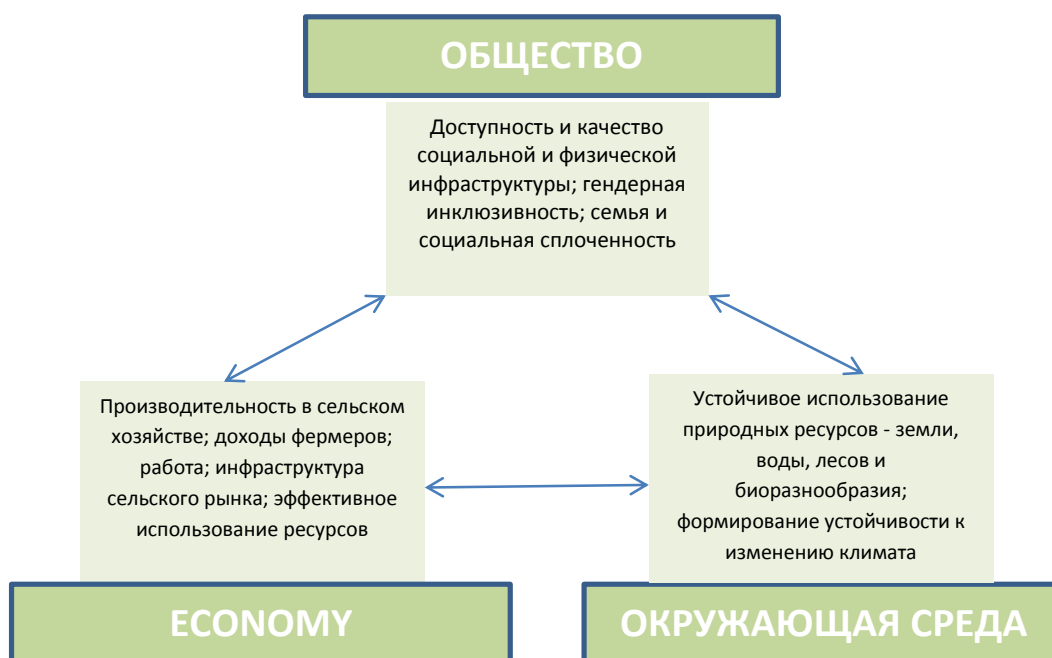 ОБЩЕСТВО
Доступность и качество
социальной и физической
инфраструктуры; гендерная
инклюзивность; семья и
социальная сплоченность
Производительность в сельском
хозяйстве; доходы фермеров;
работа; инфраструктура
сельского рынка; эффективное
использование ресурсов
ECONOMY
Устойчивое использование
природных ресурсов - земли,
воды, лесов и
биоразнообразия;
формирование устойчивости к
изменению климата
ОКРУЖАЮЩАЯ СРЕДА